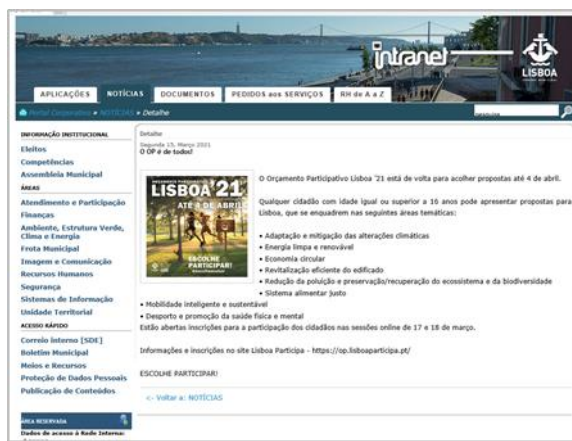 intranet
LISBOA
APLICAÇÕES
NOTÍCIAS
DOCUMENTOS
PEDIDOS aos SERVIÇOS
RH de A a Z
Portal Corporativo » NOTÍCIAS » Detalhe
INFORMAÇÃO INSTITUCIONAL
Eleitos
Competências
Assembleia Municipal
ÁREAS
Atendimento e Participação
Finanças
Ambiente, Estrutura Verde,
Clima e Energia
Frota Municipal
Imagem e Comunicação
Recursos Humanos
Segurança
Sistemas de Informação
Unidade Territorial
ACESSO RÁPIDO
Correio interno [SDE]
Boletim Municipal
Meios e Recursos
Proteção de Dados Pessoais
Publicação de Conteúdos
ÁREA RESERVADA
Dados de acesso à Rede Interna:
Detalhe
Segunda 15, Março 2021
O OP é de todos!
ORÇAMENTO PARTICIPATIVO
LISBOA '21
ATÉ 4 DE ABRIL
ESCOLHE
PARTICIPAR!
O Orçamento Participativo Lisboa '21 está de volta para acolher propostas até 4 de abril.
Qualquer cidadão com idade igual ou superior a 16 anos pode apresentar propostas para
Lisboa, que se enquadrem nas seguintes áreas temáticas:
• Adaptação e mitigação das alterações climáticas
• Energia limpa e renovável
• Economia circular
• Revitalização eficiente do edificado
• Redução da poluição e preservação/recuperação do ecossistema e da biodiversidade
• Sistema alimentar justo
• Mobilidade inteligente e sustentável
• Desporto e promoção da saúde física e mental
Estão abertas inscrições para a participação dos cidadãos nas sessões online de 17 e 18 de março.
Informações e inscrições no site Lisboa Participa - https://op.lisboaparticipa.pt/
ESCOLHE PARTICIPAR!
<- Voltar a: NOTÍCIAS